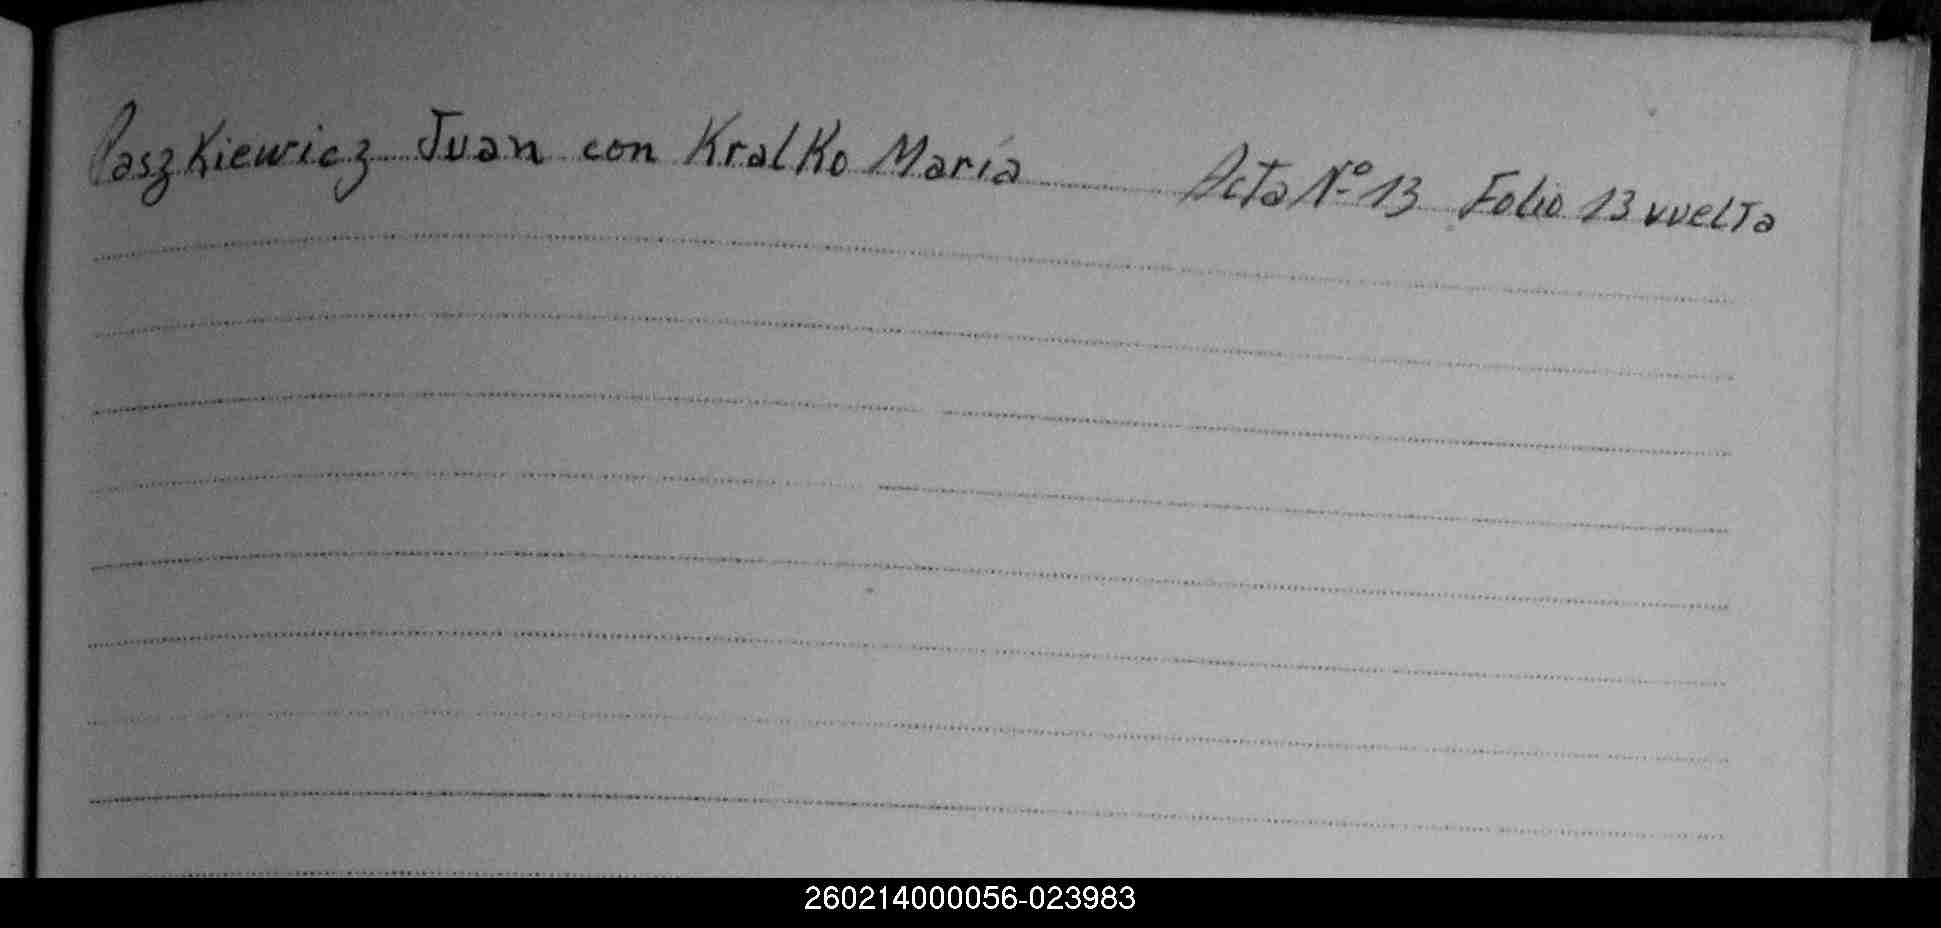 Paszkiewicz Juan con Kralko María Acta Nº 13 Folio 13 vuelta
260214000056-023983